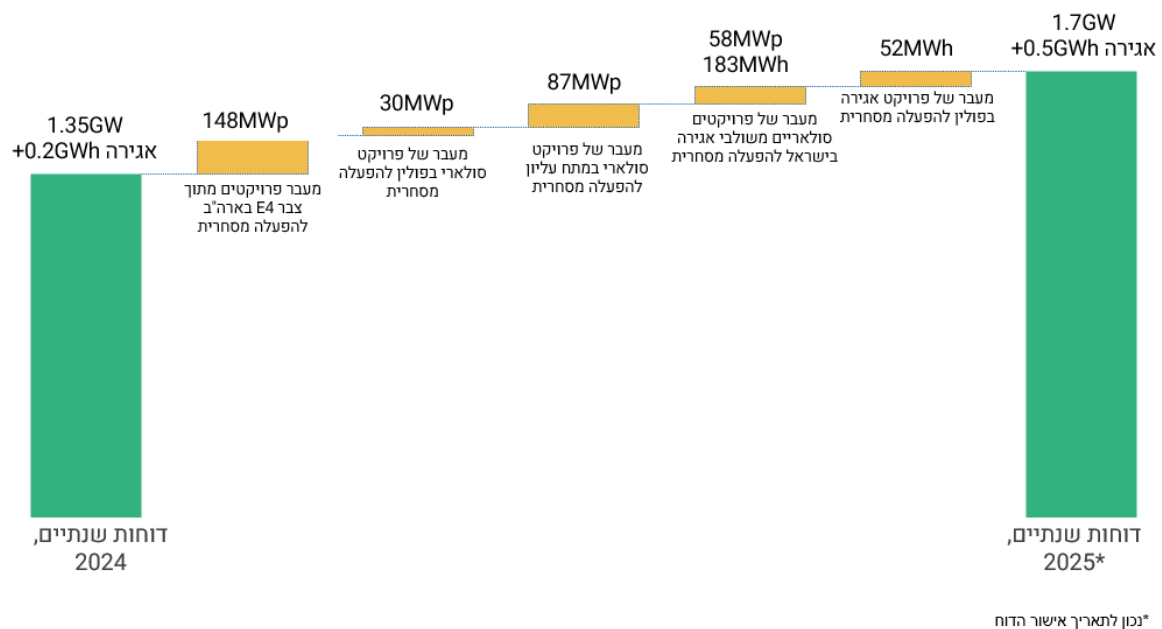 1.35GW
+0.2GWh אגירה
דוחות שנתיים,
2024
148MWp
מעבר פרויקטים מתוך
צבר E4 בארה"ב
להפעלה מסחרית
30MWp
מעבר של פרויקט
סולארי בפולין להפעלה
מסחרית
87MWp
מעבר של פרויקט
סולארי במתח עליון
להפעלה מסחרית
58MWp
183MWh
מעבר של פרויקטים
סולאריים משולבי אגירה
בישראל להפעלה מסחרית
52MWh
מעבר של פרויקט אגירה
בפולין להפעלה מסחרית
1.7GW
+0.5GWh אגירה
דוחות שנתיים,
2025*
*נכון לתאריך אישור הדוח